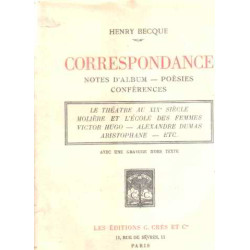 HENRY BECQUE
CORRESPONDANCE
NOTES D'ALBUM — POÉSIES
CONFÉRENCES
LE THÉATRE AU XIXe SIÈCLE
MOLIÈRE ET L'ÉCOLE DES FEMMES
VICTOR HUGO — ALEXANDRE DUMAS
ARISTOPHANE — ETC.
AVEC UNE GRAVURE HORS TEXTE
LES ÉDITIONS G. CRÈS ET Cie
11, RUE DE SÈVRES, 11
PARIS